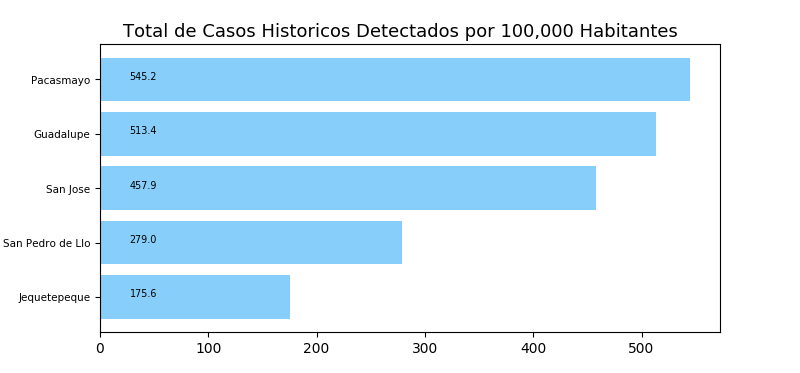 Total de Casos Historicos Detectados por 100,000 Habitantes
Pacasmayo 545.2
Guadalupe 513.4
San Jose 457.9
San Pedro de Llo 279.0
Jequetepeque 175.6
0 100 200 300 400 500